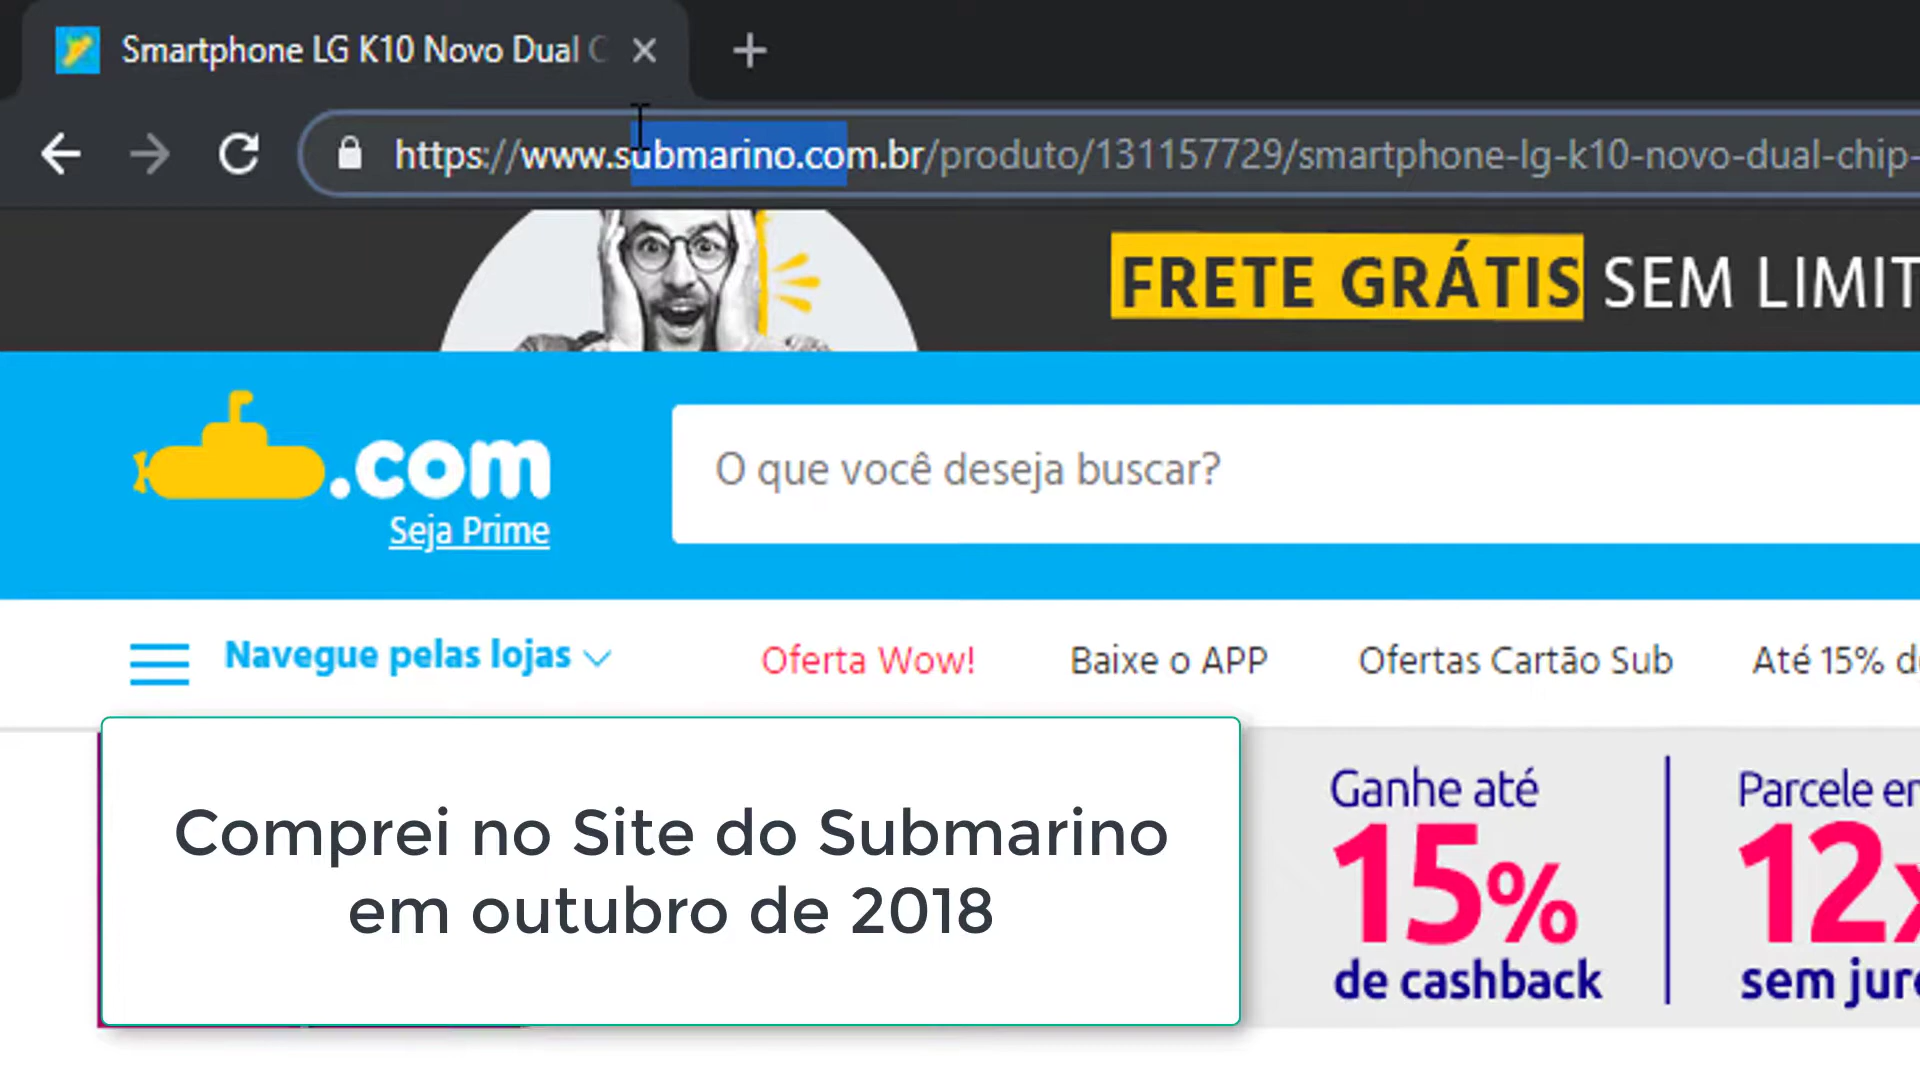 Smartphone LG K10 Novo Dual C
https://www.submarino.com.br/produto/131157729/smartphone-lg-k10-novo-dual-chip-
FRETE GRÁTIS SEM LIMIT
.com
Seja Prime
O que você deseja buscar?
Navegue pelas lojas
Oferta Wow!
Baixe o APP
Ofertas Cartão Sub
Até 15% d
Comprei no Site do Submarino
em outubro de 2018
Ganhe até
15%
de cashback
Parcele em
12x
sem jur